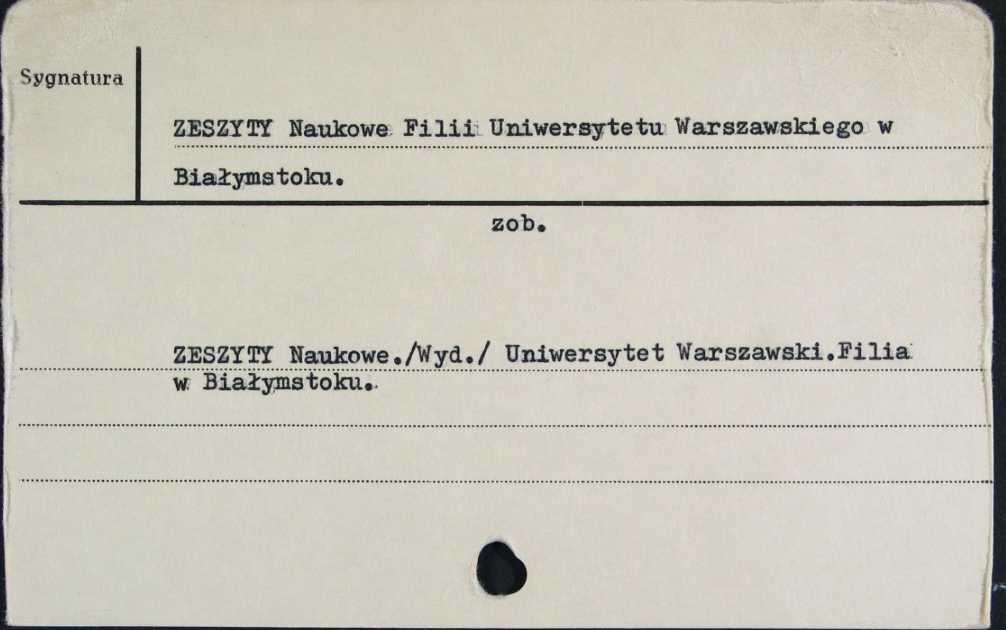 Sygnatura
ZESZYTY Naukowe Filii Uniwersytetu Warszawskiego w
Białymstoku.
zob.
ZESZYTY Naukowe./Wyd./ Uniwersytet Warszawski.Filia
w Białymstoku.